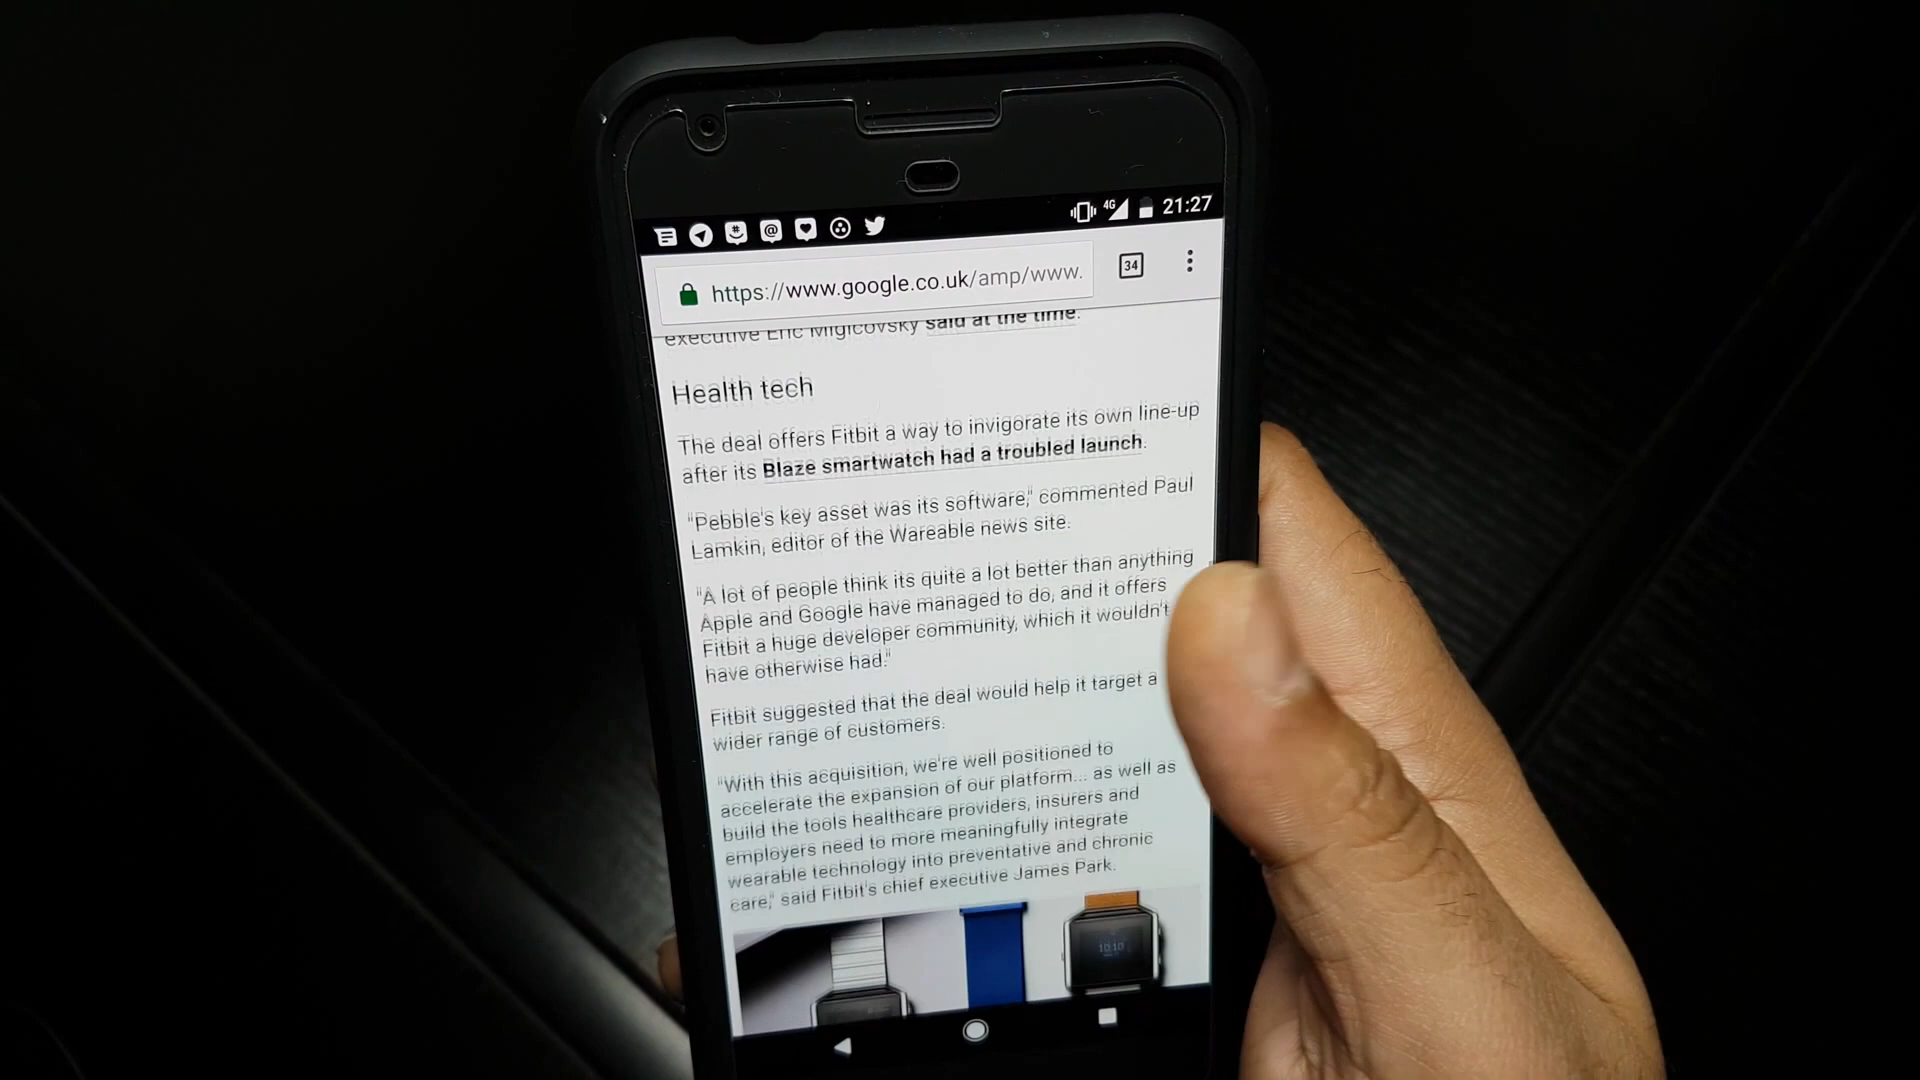 4G 21:27
https://www.google.co.uk/amp/www.
34
executive Eric Migicovsky said at the time.
Health tech
The deal offers Fitbit a way to invigorate its own line-up
after its Blaze smartwatch had a troubled launch.
"Pebble's key asset was its software," commented Paul
Lamkin, editor of the Wareable news site.
"A lot of people think its quite a lot better than anything
Apple and Google have managed to do, and it offers
Fitbit a huge developer community, which it wouldn't
have otherwise had."
Fitbit suggested that the deal would help it target a
wider range of customers.
"With this acquisition, we're well positioned to
accelerate the expansion of our platform... as well as
build the tools healthcare providers, insurers and
employers need to more meaningfully integrate
wearable technology into preventative and chronic
care," said Fitbit's chief executive James Park.
10:10